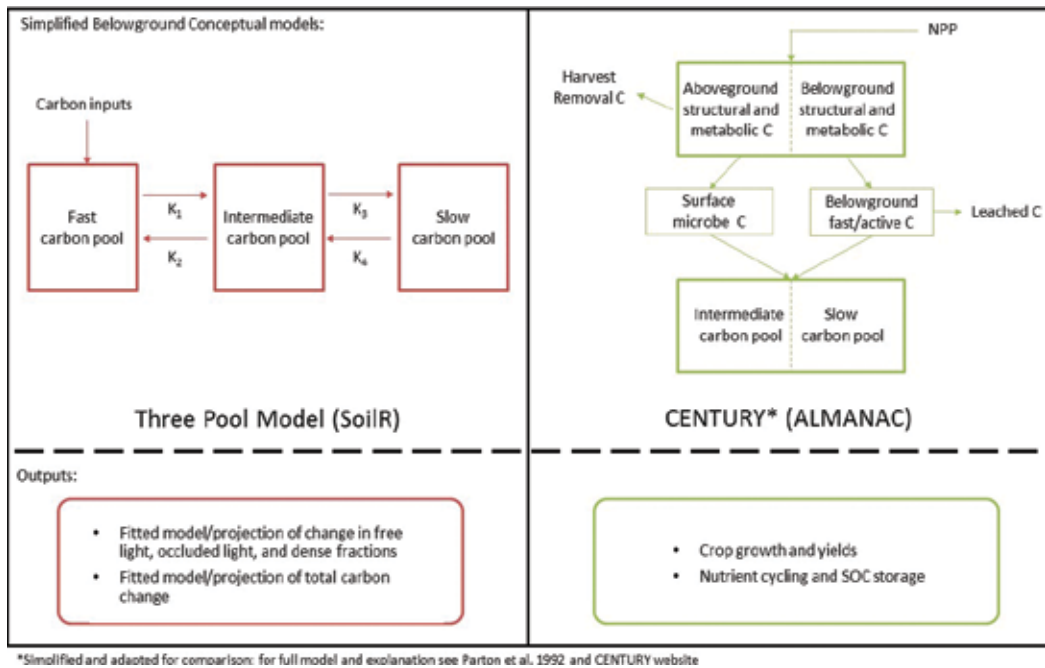 Simplified Belowground Conceptual models:
Carbon inputs
Fast
carbon pool
K₁
K₂
Intermediate
carbon pool
K₃
K₄
Slow
carbon pool
Three Pool Model (SoilR)
NPP
Harvest
Removal C
Aboveground
structural and
metabolic C
Belowground
structural and
metabolic C
Surface
microbe C
Belowground
fast/active C
Leached C
Intermediate
carbon pool
Slow
carbon pool
CENTURY* (ALMANAC)
Outputs:
• Fitted model/projection of change in free
light, occluded light, and dense fractions
• Fitted model/projection of total carbon
change
• Crop growth and yields
• Nutrient cycling and SOC storage
*Simplified and adapted for comparison: for full model and explanation see Parton et al. 1992 and CENTURY website